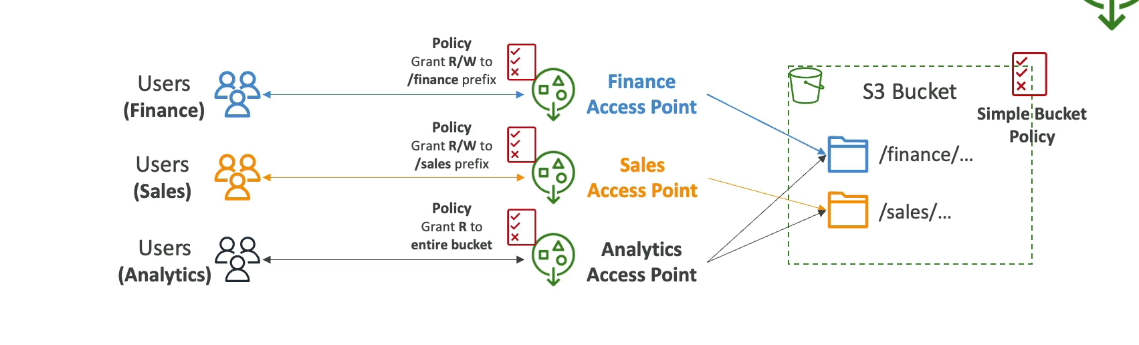 Users
(Finance)
Policy
Grant R/W to
/finance prefix
Finance
Access Point
Users
(Sales)
Policy
Grant R/W to
/sales prefix
Sales
Access Point
Users
(Analytics)
Policy
Grant R to
entire bucket
Analytics
Access Point
S3 Bucket
Simple Bucket
Policy
/finance/...
/sales/...